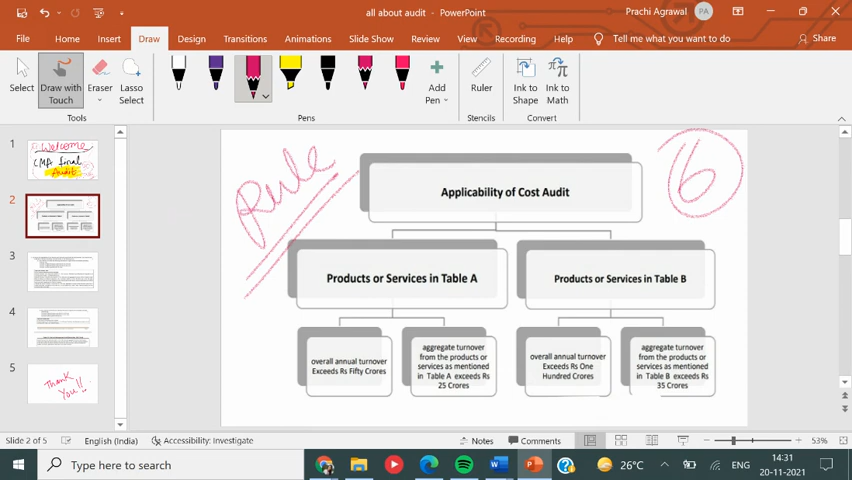 all about audit - PowerPoint
Prachi Agrawal
PA
File
Home
Insert
Draw
Design
Transitions
Animations
Slide Show
Review
View
Recording
Help
Tell me what you want to do
Share
Select
Draw with
Touch
Eraser
Lasso
Select
Add
Pen
Ruler
Ink to
Shape
Ink to
Math
Tools
Pens
Stencils
Convert
1
Welcome
CMA final
Audit
2
3
4
5
Thank
You!!
Rule
6
Applicability of Cost Audit
Products or Services in Table A
Products or Services in Table B
overall annual turnover
Exceeds Rs Fifty Crores
aggregate turnover
from the products or
services as mentioned
in Table A exceeds Rs
25 Crores
overall annual turnover
Exceeds Rs One
Hundred Crores
aggregate turnover
from the products or
services as mentioned
in Table B exceeds Rs
35 Crores
Slide 2 of 5
English (India)
Accessibility: Investigate
Notes
Comments
53%
Type here to search
26°C
ENG
14:31
20-11-2021